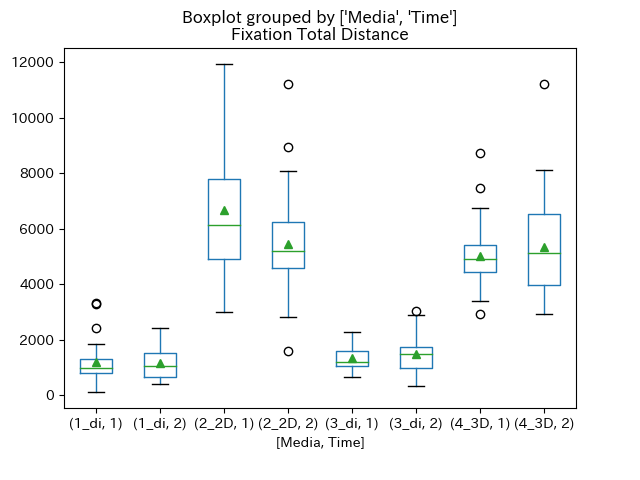 Boxplot grouped by ['Media', 'Time']
Fixation Total Distance
12000
10000
8000
6000
4000
2000
0
(1_di, 1) (1_di, 2) (2_2D, 1) (2_2D, 2) (3_di, 1) (3_di, 2) (4_3D, 1) (4_3D, 2)
[Media, Time]